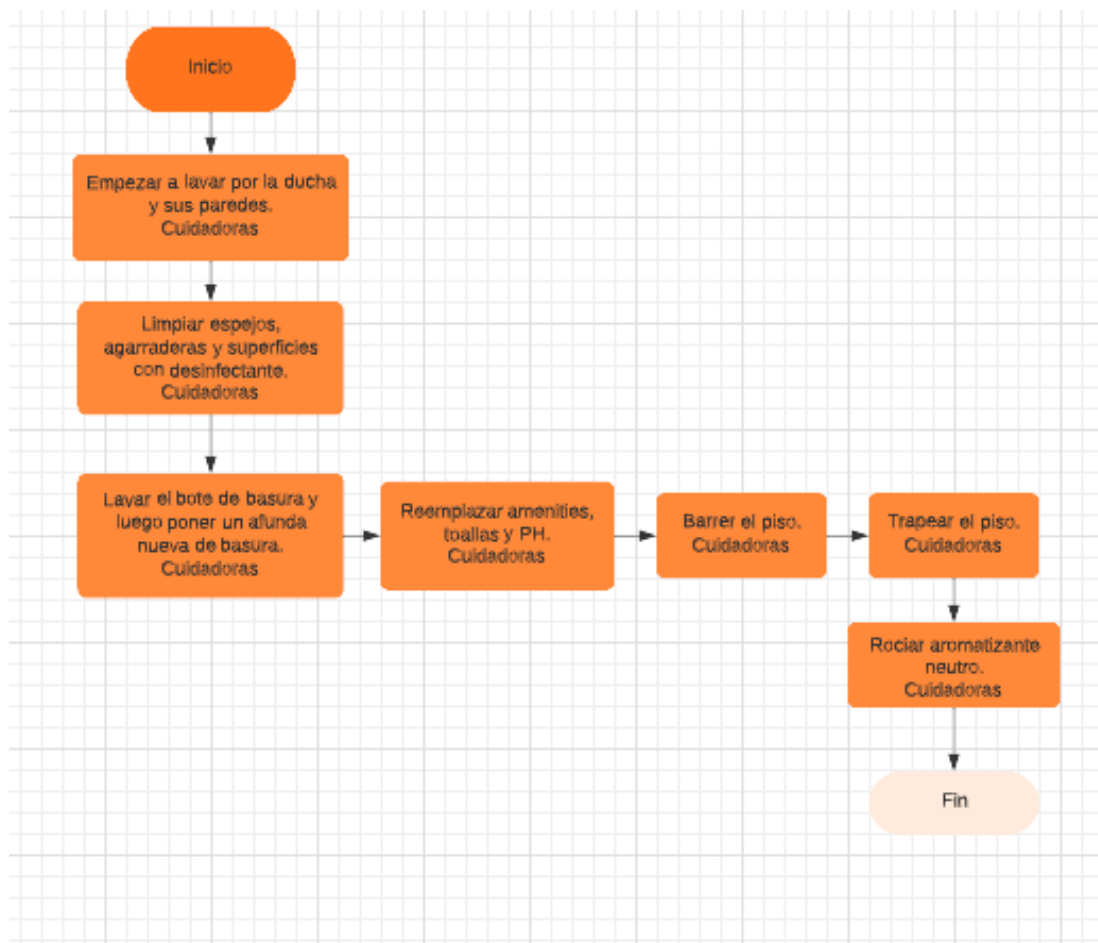 Inicio
Empezar a lavar por la ducha
y sus paredes.
Cuidadoras
Limpiar espejos,
agarraderas y superficies
con desinfectante.
Cuidadoras
Lavar el bote de basura y
luego poner un afunda
nueva de basura.
Cuidadoras
Reemplazar amenities,
toallas y PH.
Cuidadoras
Barrer el piso.
Cuidadoras
Trapear el piso.
Cuidadoras
Rociar aromatizante
neutro.
Cuidadoras
Fin